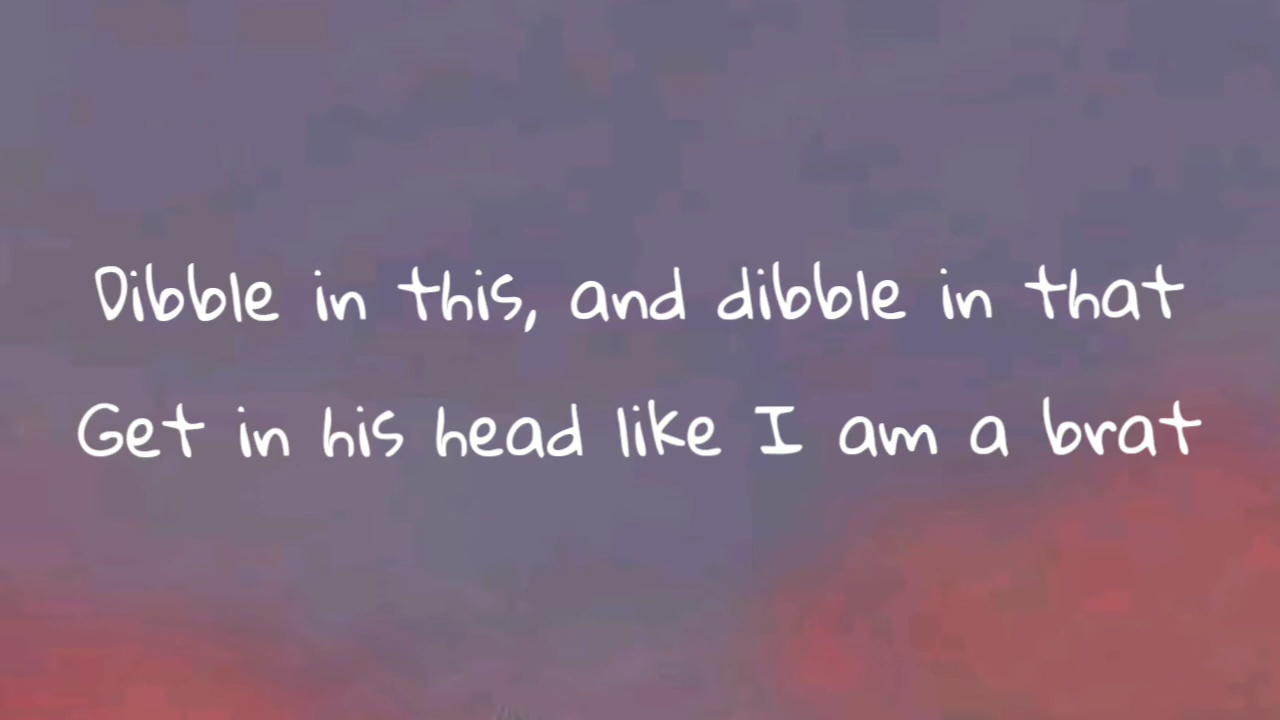 Dibble in this, and dibble in that
Get in his head like I am a brat